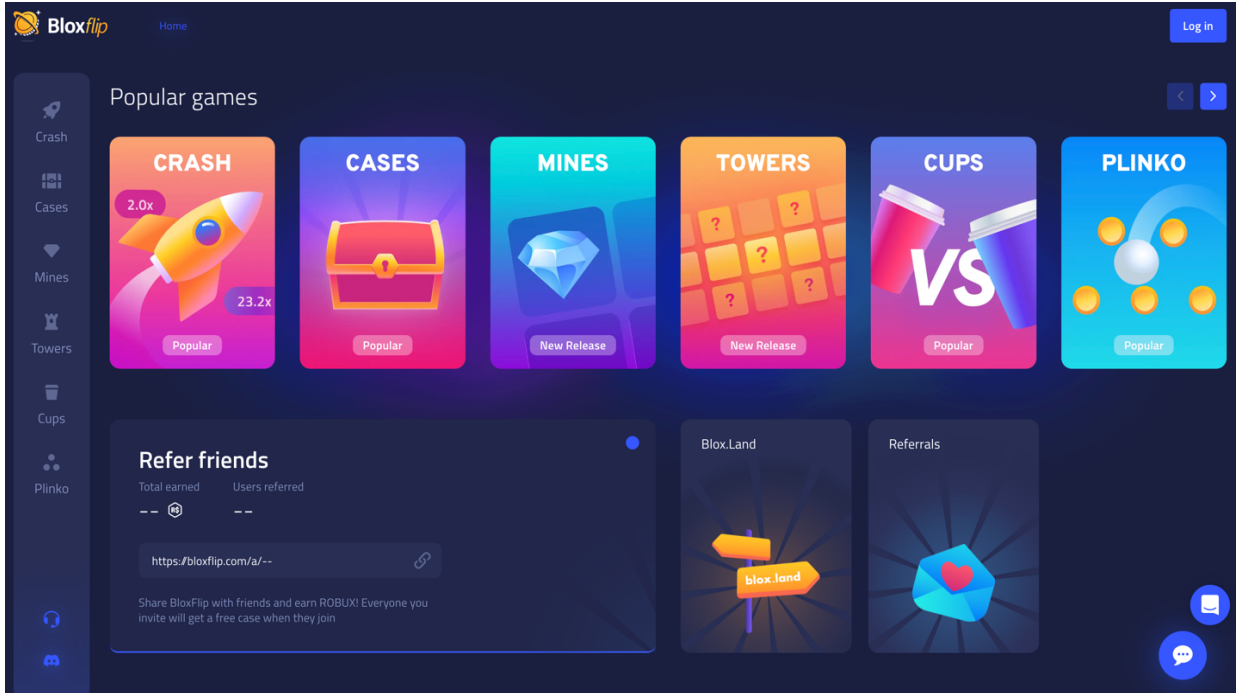 Bloxflip
Home
Log in
Popular games
Crash
Cases
Mines
Towers
Cups
Plinko
CRASH
2.0x
23.2x
Popular
CASES
Popular
MINES
New Release
TOWERS
?
?
?
?
?
New Release
CUPS
VS
Popular
PLINKO
Popular
Refer friends
Total earned Users referred
-- R$ --
https://bloxflip.com/a/--
Share BloxFlip with friends and earn ROBUX! Everyone you
invite will get a free case when they join
Blox.Land
blox.land
Referrals